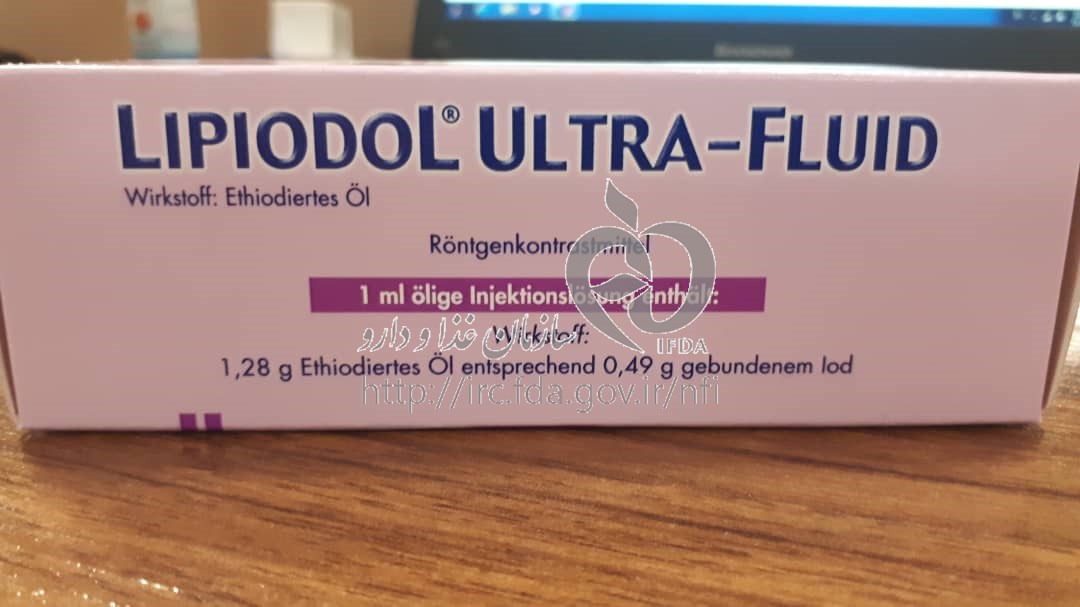 LIPIODOL® ULTRA-FLUID
Wirkstoff: Ethiodiertes Öl
Röntgenkontrastmittel
1 ml ölige Injektionslösung enthält:
Wirkstoff:
IFDA
سازمان غذا و دارو
1,28 g Ethiodiertes Öl entsprechend 0,49 g gebundenem Iod
http://irc.fda.gov.ir/nfi